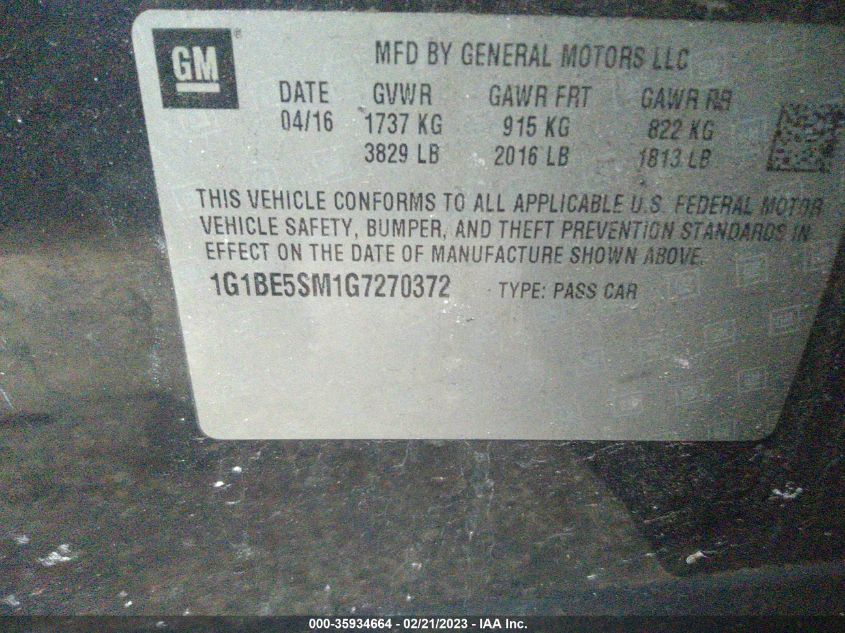 GM®
MFD BY GENERAL MOTORS LLC
DATE GVWR GAWR FRT GAWR RR
04/16 1737 KG 915 KG 822 KG
3829 LB 2016 LB 1813 LB
THIS VEHICLE CONFORMS TO ALL APPLICABLE U.S. FEDERAL MOTOR
VEHICLE SAFETY, BUMPER, AND THEFT PREVENTION STANDARDS IN
EFFECT ON THE DATE OF MANUFACTURE SHOWN ABOVE.
1G1BE5SM1G7270372 TYPE: PASS CAR
000-35934664 / 02/21/2023 - IAA Inc.